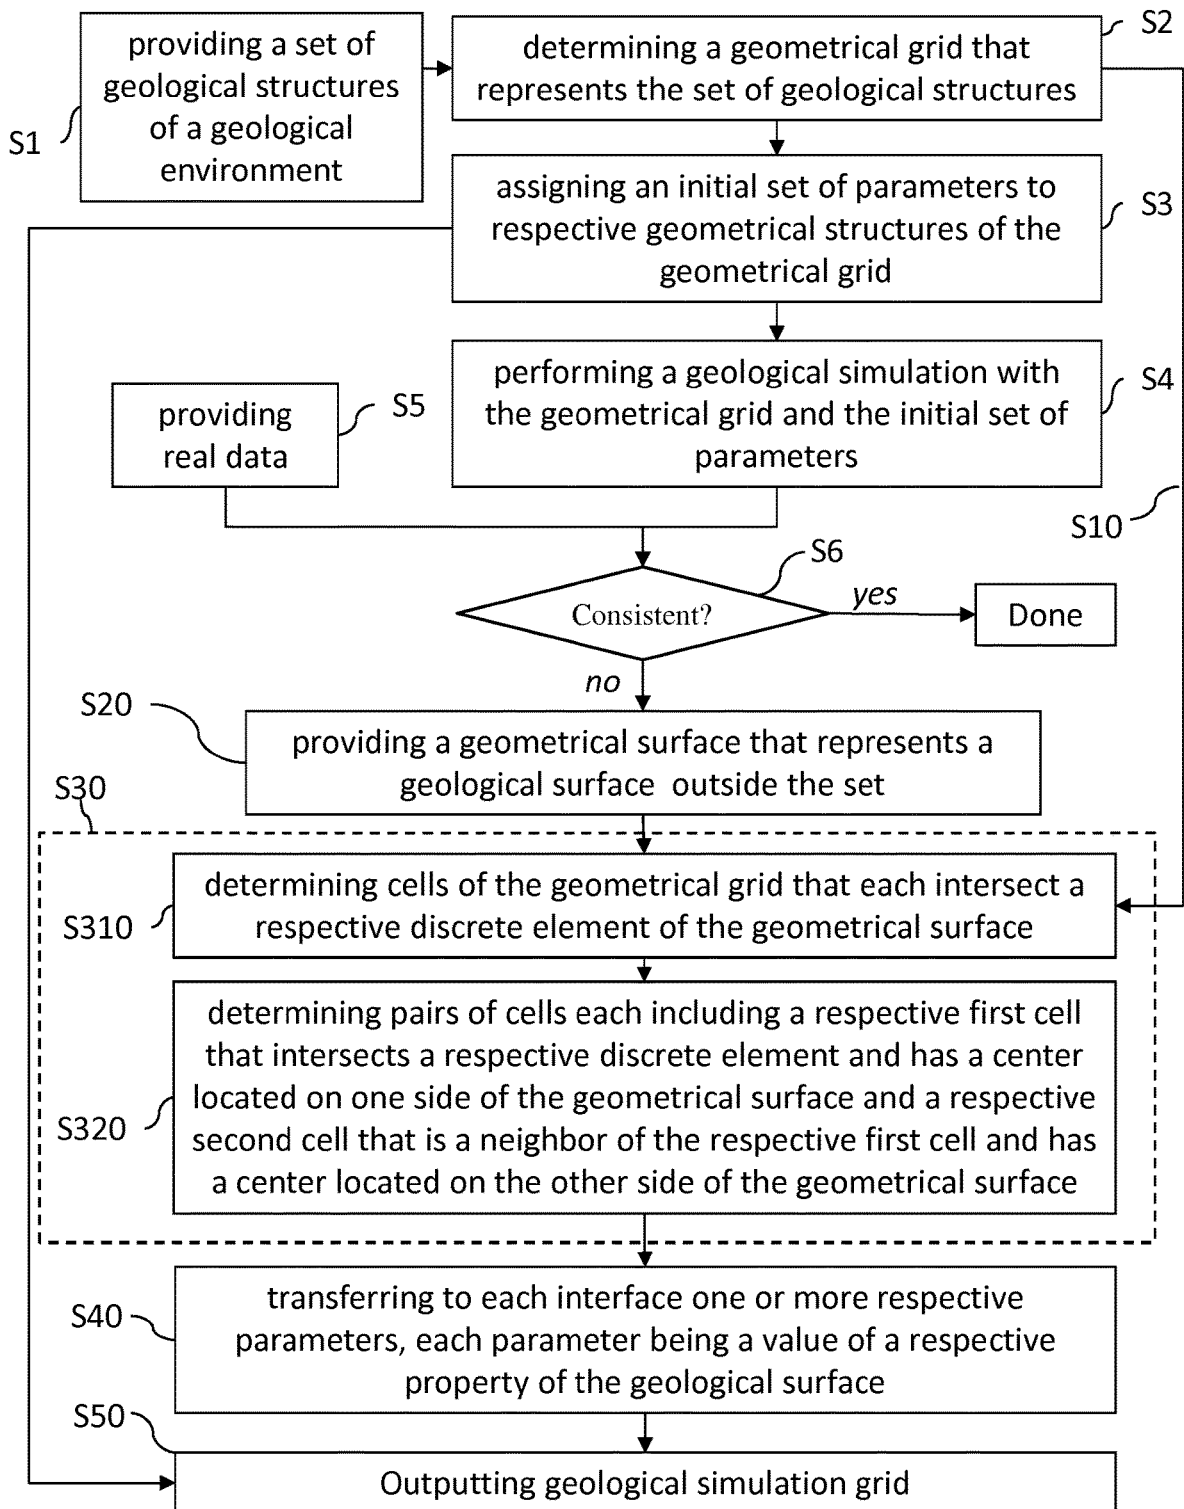 providing a set of
geological structures
of a geological
environment
S1
determining a geometrical grid that
represents the set of geological structures
S2
assigning an initial set of parameters to
respective geometrical structures of the
geometrical grid
S3
performing a geological simulation with
the geometrical grid and the initial set of
parameters
S4
providing
real data
S5
S10
S6
Consistent?
yes
Done
no
S20
providing a geometrical surface that represents a
geological surface outside the set
S30
determining cells of the geometrical grid that each intersect a
respective discrete element of the geometrical surface
S310
determining pairs of cells each including a respective first cell
that intersects a respective discrete element and has a center
located on one side of the geometrical surface and a respective
second cell that is a neighbor of the respective first cell and has
a center located on the other side of the geometrical surface
S320
transferring to each interface one or more respective
parameters, each parameter being a value of a respective
property of the geological surface
S40
S50
Outputting geological simulation grid